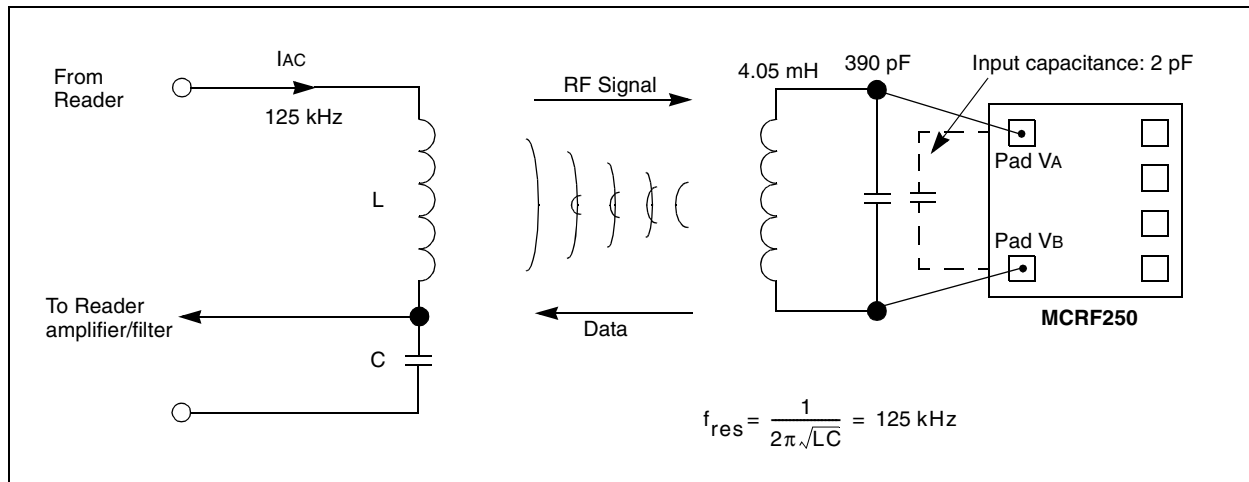 From
Reader
IAC
125 kHz
L
To Reader
amplifier/filter
C
RF Signal
Data
4.05 mH
390 pF
Input capacitance: 2 pF
Pad VA
Pad VB
MCRF250
f_res = 1 / 2π√LC = 125 kHz